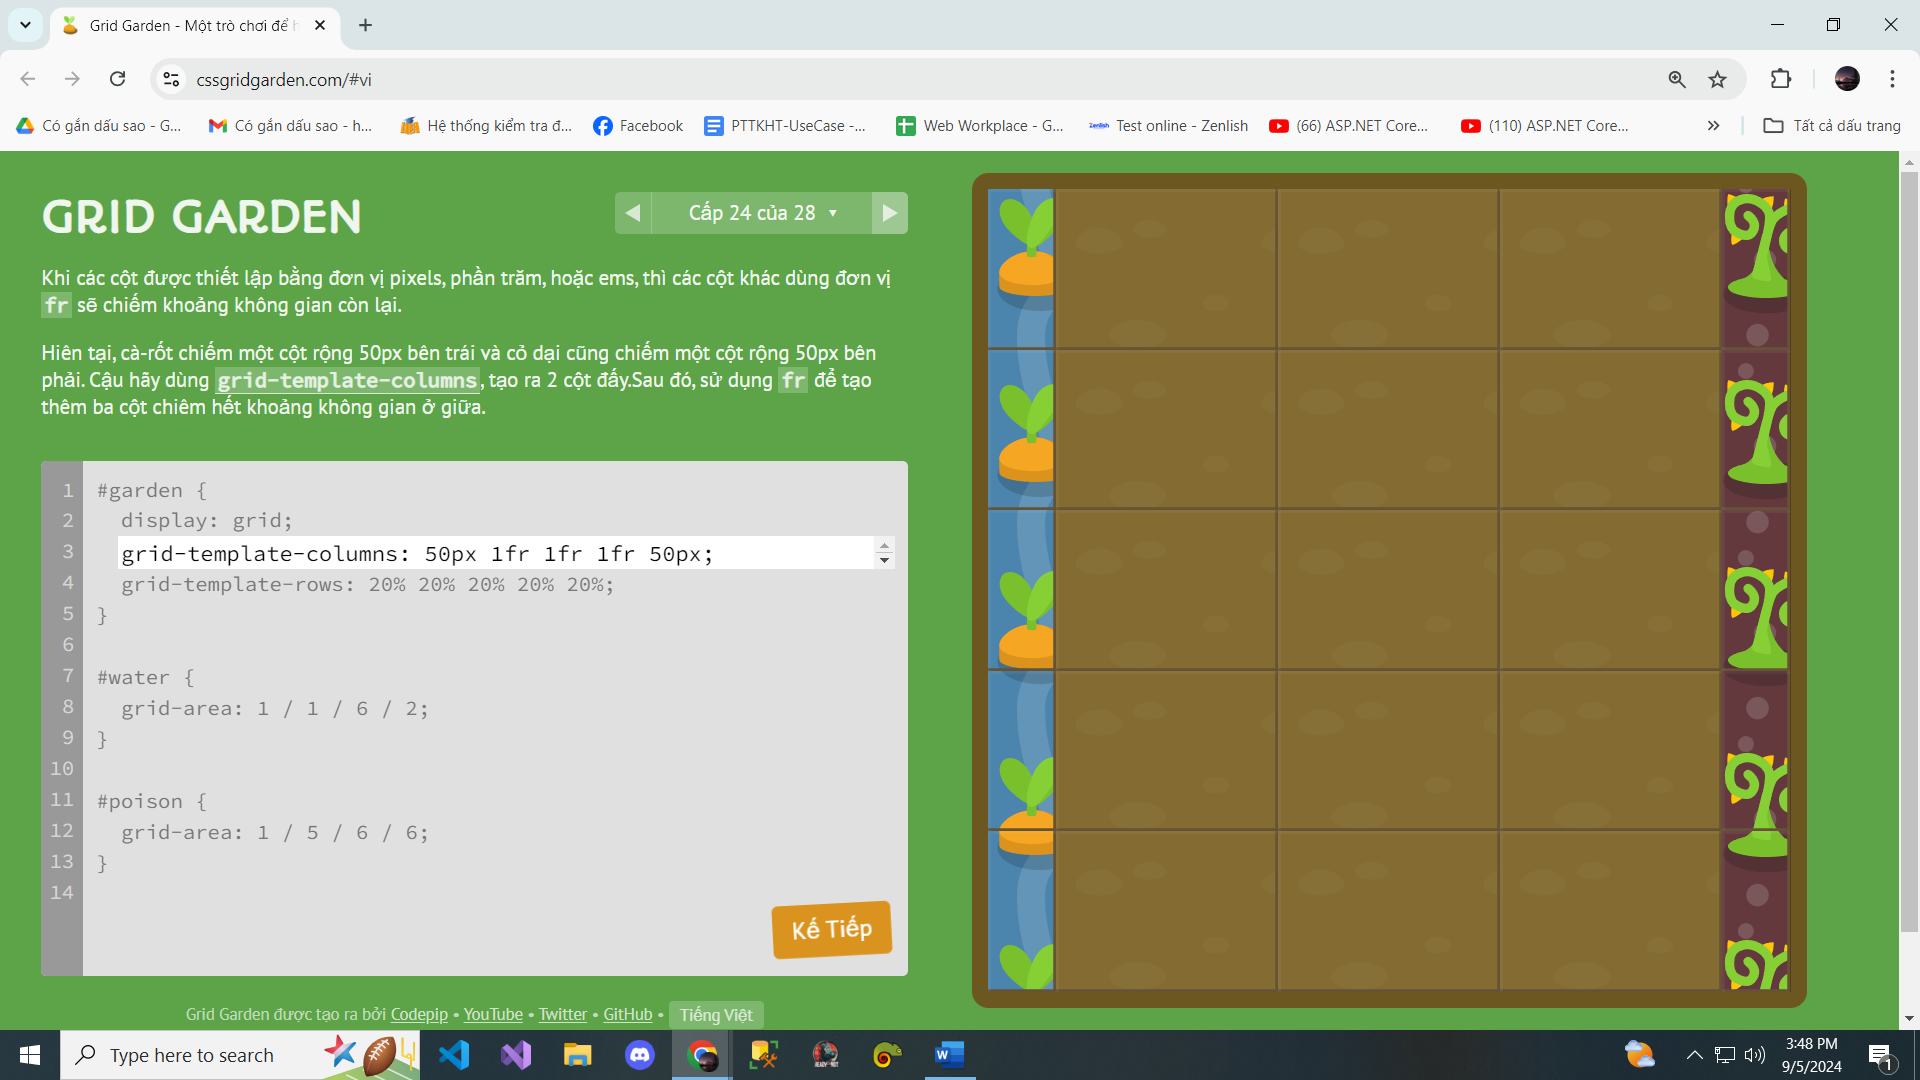 Grid Garden - Một trò chơi để h
cssgridgarden.com/#vi
Có gắn dấu sao - G...
Có gắn dấu sao - h...
Hệ thống kiểm tra đ...
Facebook
PTTKHT-UseCase -...
Web Workplace - G...
Zenlish
Test online - Zenlish
(66) ASP.NET Core...
(110) ASP.NET Core...
Tất cả dấu trang
GRID GARDEN
Cấp 24 của 28
Khi các cột được thiết lập bằng đơn vị pixels, phần trăm, hoặc ems, thì các cột khác dùng đơn vị
fr sẽ chiếm khoảng không gian còn lại.
Hiên tại, cà-rốt chiếm một cột rộng 50px bên trái và cỏ dại cũng chiếm một cột rộng 50px bên
phải. Cậu hãy dùng grid-template-columns, tạo ra 2 cột đấy.Sau đó, sử dụng fr để tạo
thêm ba cột chiêm hết khoảng không gian ở giữa.
1 #garden {
2 display: grid;
3 grid-template-columns: 50px 1fr 1fr 1fr 50px;
4 grid-template-rows: 20% 20% 20% 20% 20%;
5 }
6
7 #water {
8 grid-area: 1 / 1 / 6 / 2;
9 }
10
11 #poison {
12 grid-area: 1 / 5 / 6 / 6;
13 }
14
Kế Tiếp
Grid Garden được tạo ra bởi Codepip • YouTube • Twitter • GitHub • Tiếng Việt
Type here to search
3:48 PM
9/5/2024
1